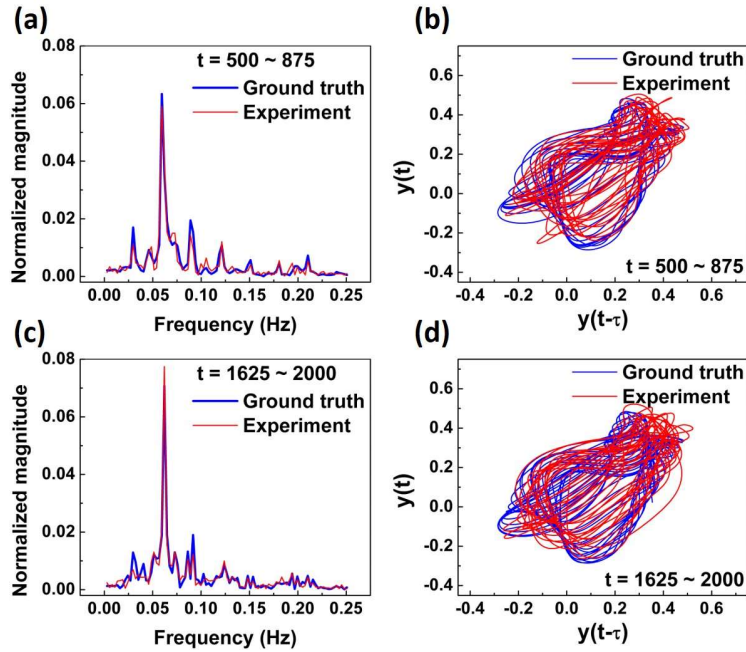 (a)
t = 500 ~ 875
Ground truth
Experiment
Normalized magnitude
0.08
0.06
0.04
0.02
0.00
0.00 0.05 0.10 0.15 0.20 0.25
Frequency (Hz)
(b)
Ground truth
Experiment
y(t)
0.6
0.4
0.2
0.0
-0.2
-0.4
t = 500 ~ 875
-0.4 -0.2 0.0 0.2 0.4 0.6
y(t-τ)
(c)
t = 1625 ~ 2000
Ground truth
Experiment
Normalized magnitude
0.08
0.06
0.04
0.02
0.00
0.00 0.05 0.10 0.15 0.20 0.25
Frequency (Hz)
(d)
Ground truth
Experiment
y(t)
0.6
0.4
0.2
0.0
-0.2
-0.4
t = 1625 ~ 2000
-0.4 -0.2 0.0 0.2 0.4 0.6
y(t-τ)